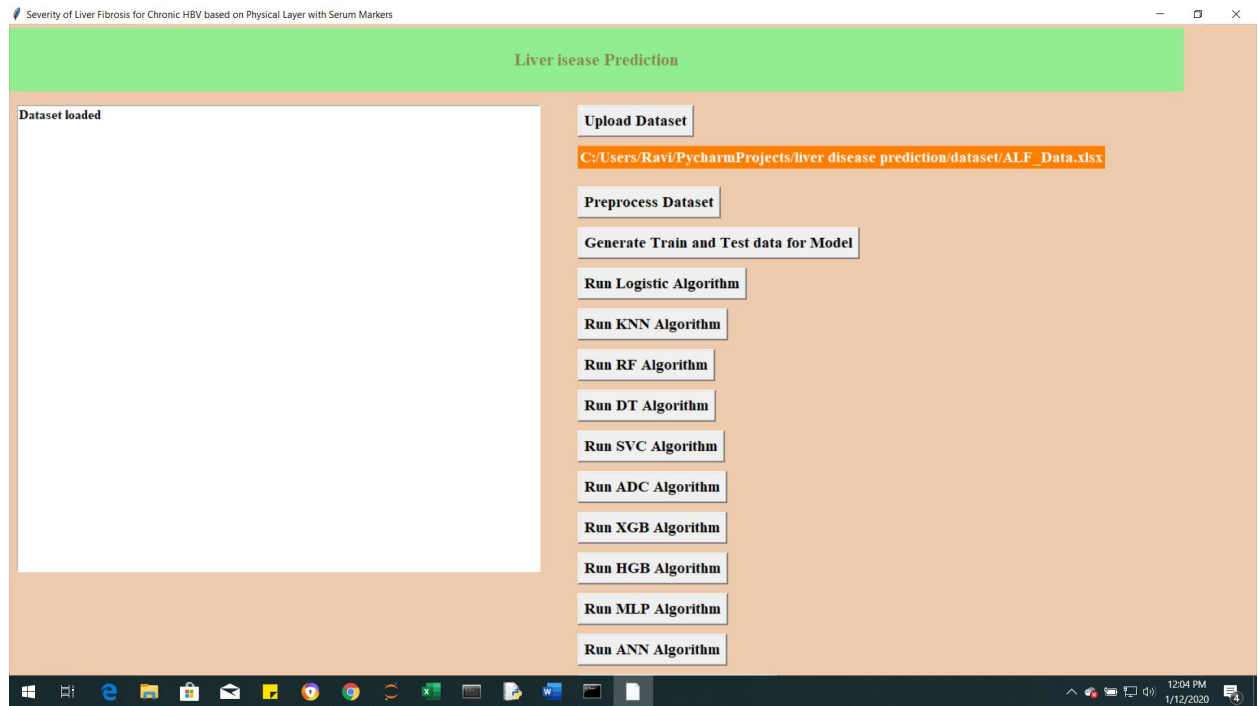 Severity of Liver Fibrosis for Chronic HBV based on Physical Layer with Serum Markers
Liver isease Prediction
Dataset loaded
Upload Dataset
C:/Users/Ravi/PycharmProjects/liver disease prediction/dataset/ALF_Data.xlsx
Preprocess Dataset
Generate Train and Test data for Model
Run Logistic Algorithm
Run KNN Algorithm
Run RF Algorithm
Run DT Algorithm
Run SVC Algorithm
Run ADC Algorithm
Run XGB Algorithm
Run HGB Algorithm
Run MLP Algorithm
Run ANN Algorithm
12:04 PM
1/12/2020
4